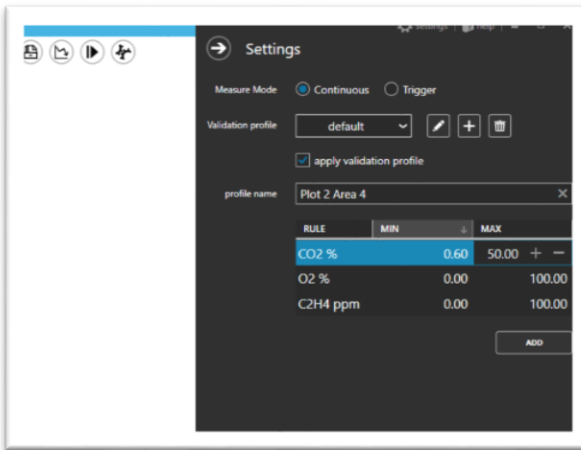 Settings Help
Settings
Measure Mode Continuous Trigger
Validation profile default
apply validation profile
profile name Plot 2 Area 4
RULE MIN MAX
CO2 % 0.60 50.00
O2 % 0.00 100.00
C2H4 ppm 0.00 100.00
ADD